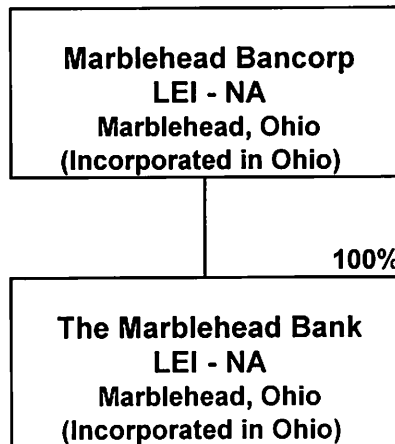 Marblehead Bancorp
LEI - NA
Marblehead, Ohio
(Incorporated in Ohio)
100%
The Marblehead Bank
LEI - NA
Marblehead, Ohio
(Incorporated in Ohio)